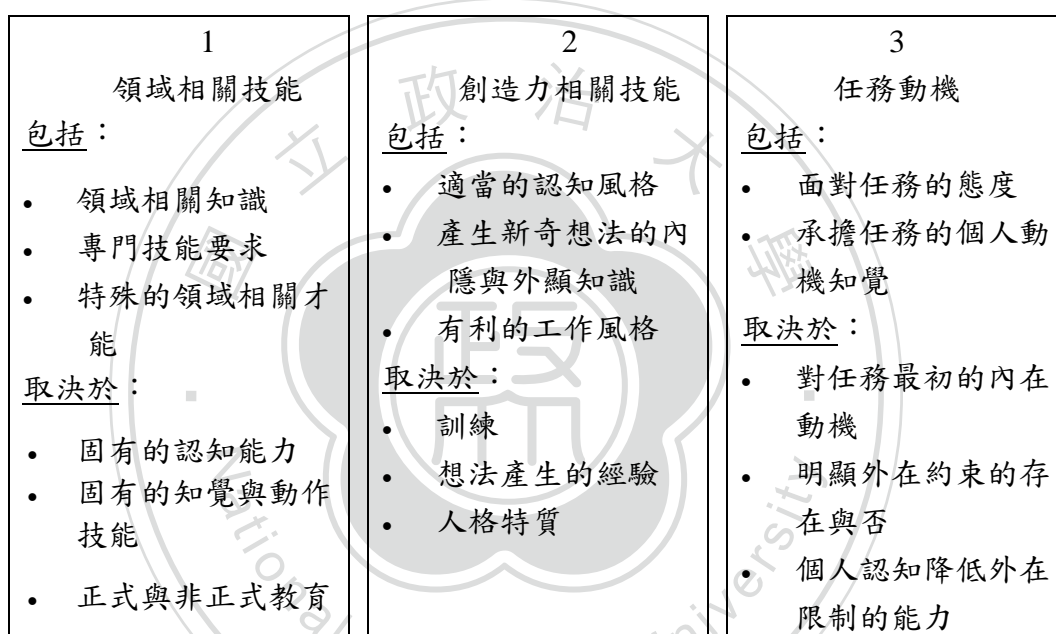 1
領域相關技能
包括：
• 領域相關知識
• 專門技能要求
• 特殊的領域相關才
能
取決於：
• 固有的認知能力
• 固有的知覺與動作
技能
• 正式與非正式教育
2
創造力相關技能
包括：
• 適當的認知風格
• 產生新奇想法的內
隱與外顯知識
• 有利的工作風格
取決於：
• 訓練
• 想法產生的經驗
• 人格特質
3
任務動機
包括：
• 面對任務的態度
• 承擔任務的個人動
機知覺
取決於：
• 對任務最初的內在
動機
• 明顯外在約束的存
在與否
• 個人認知降低外在
限制的能力
國立政治大學